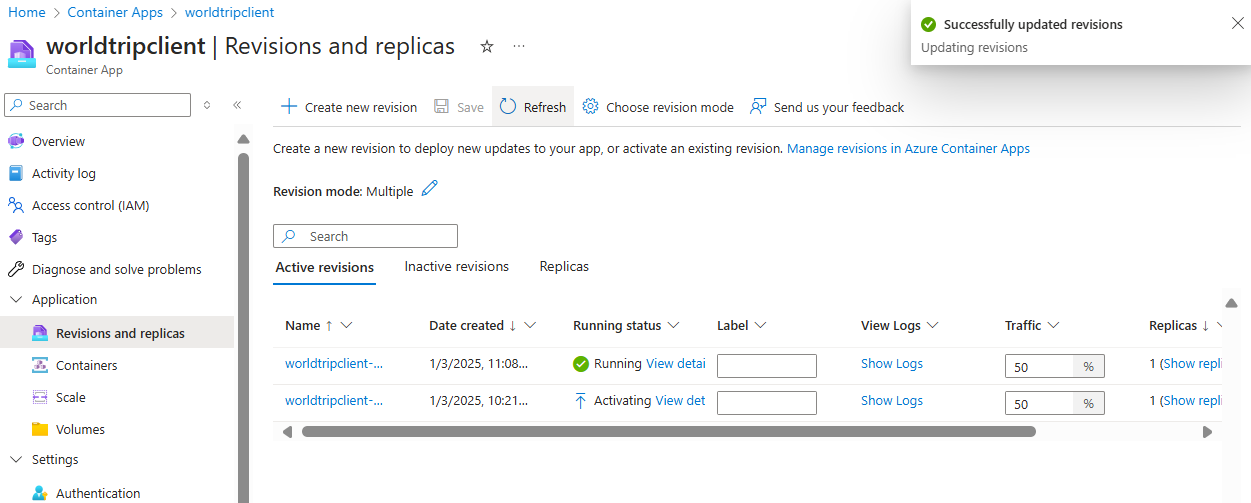 Home > Container Apps > worldtripclient
worldtripclient | Revisions and replicas ...
Container App
Successfully updated revisions
Updating revisions
Search
Create new revision Save Refresh Choose revision mode Send us your feedback
Overview
Activity log
Access control (IAM)
Tags
Diagnose and solve problems
Application
Revisions and replicas
Containers
Scale
Volumes
Settings
Authentication
Create a new revision to deploy new updates to your app, or activate an existing revision. Manage revisions in Azure Container Apps
Revision mode: Multiple
Search
Active revisions Inactive revisions Replicas
Name ↑ Date created ↓ Running status Label View Logs Traffic Replicas ↓
worldtripclient-... 1/3/2025, 11:08... Running View detai Show Logs 50 % 1 (Show repli
worldtripclient-... 1/3/2025, 10:21... Activating View det Show Logs 50 % 1 (Show repli